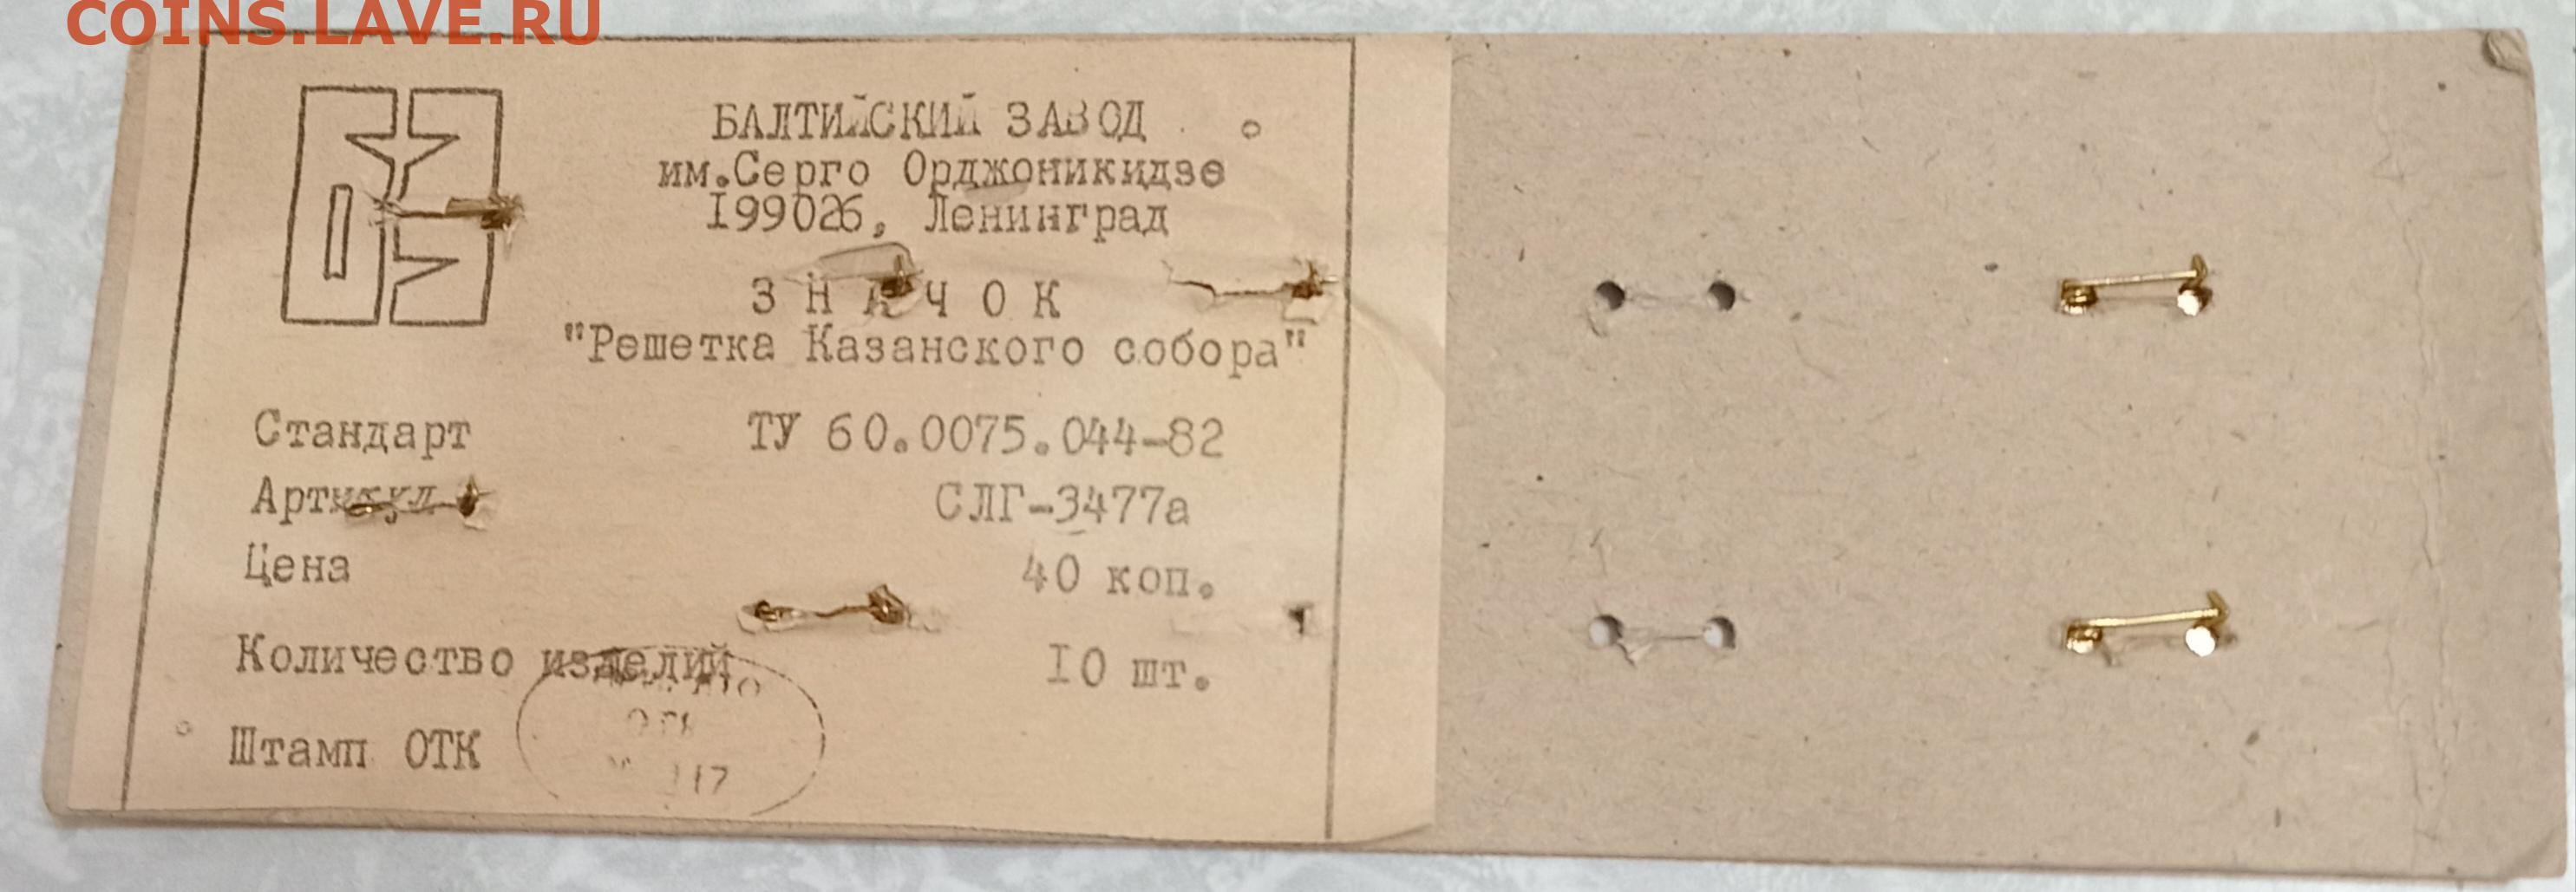 COINS.LAVE.RU
БАЛТИЙСКИЙ ЗАВОД
им.Серго Орджоникидзе
199026, Ленинград
ЗНАЧОК
"Решетка Казанского собора"
Стандарт ТУ 60.0075.044-82
Артикул СЛГ-3477а
Цена 40 коп.
Количество изделий 10 шт.
Штамп ОТК